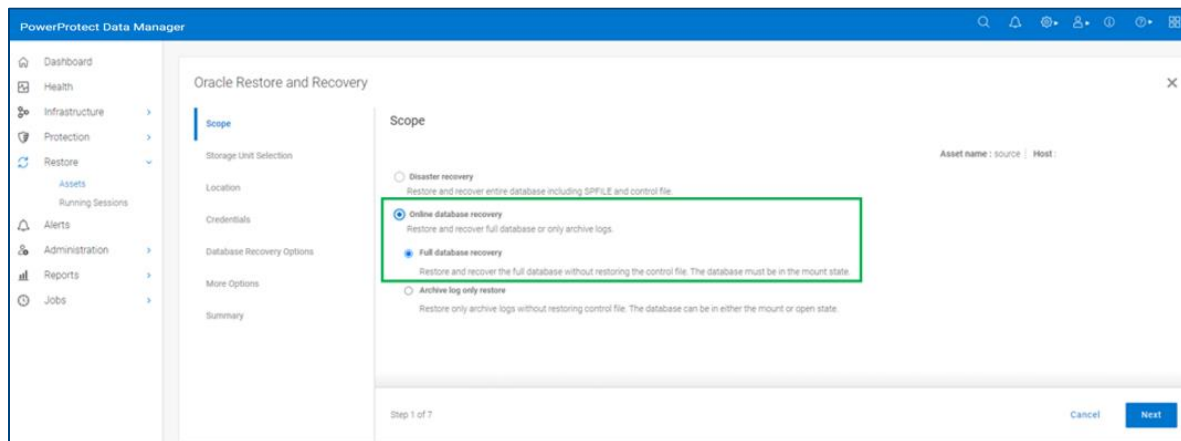 PowerProtect Data Manager
Dashboard
Health
Infrastructure
Protection
Restore
Assets
Running Sessions
Alerts
Administration
Reports
Jobs
Oracle Restore and Recovery
Scope
Storage Unit Selection
Location
Credentials
Database Recovery Options
More Options
Summary
Scope
Asset name : source Host :
Disaster recovery
Restore and recover entire database including SPFILE and control file.
Online database recovery
Restore and recover full database or only archive logs.
Full database recovery
Restore and recover the full database without restoring the control file. The database must be in the mount state.
Archive log only restore
Restore only archive logs without restoring control file. The database can be in either the mount or open state.
Step 1 of 7
Cancel
Next